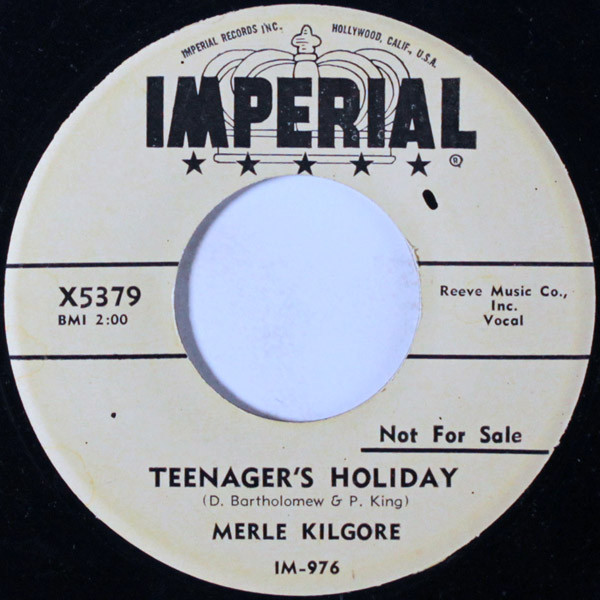 IMPERIAL RECORDS INC. HOLLYWOOD, CALIF., U.S.A.
IMPERIAL
®
X5379
BMI 2:00
Reeve Music Co.,
Inc.
Vocal
Not For Sale
TEENAGER'S HOLIDAY
(D. Bartholomew & P. King)
MERLE KILGORE
IM-976